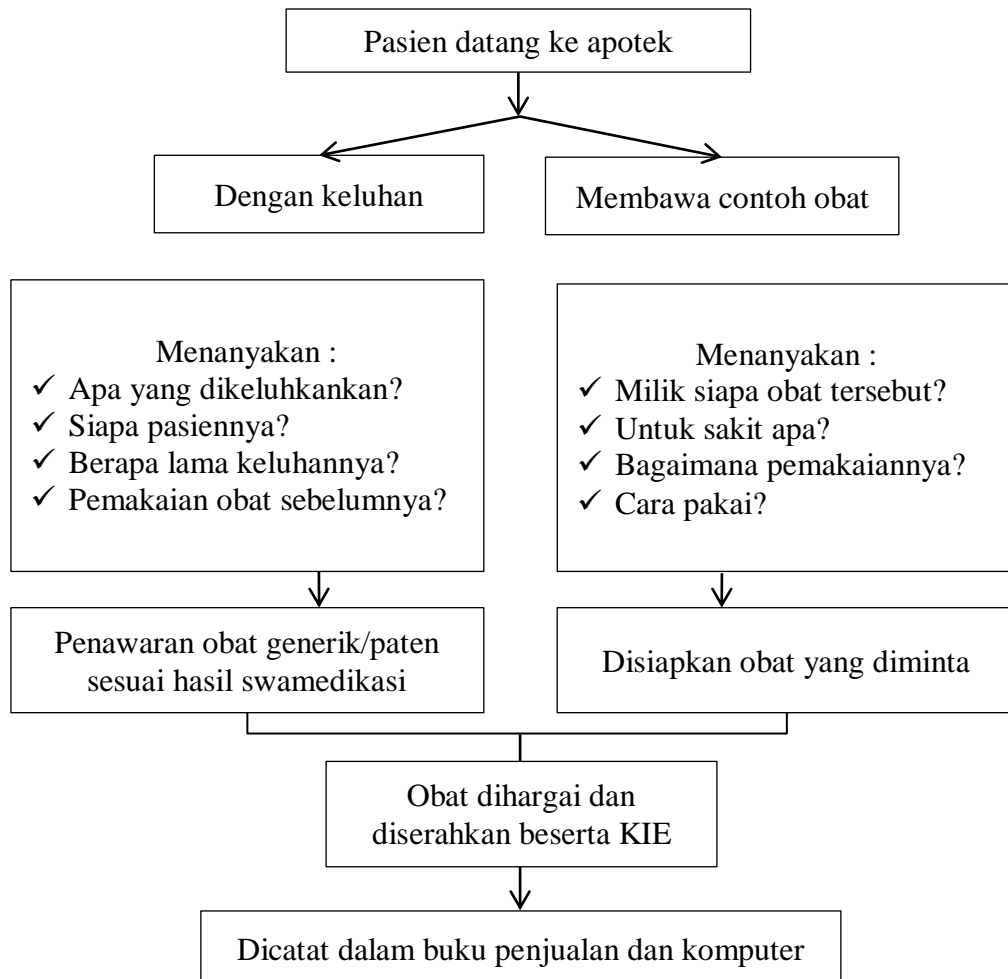 Pasien datang ke apotek
Dengan keluhan
Membawa contoh obat
Menanyakan :
✓ Apa yang dikeluhkankan?
✓ Siapa pasiennya?
✓ Berapa lama keluhannya?
✓ Pemakaian obat sebelumnya?
Menanyakan :
✓ Milik siapa obat tersebut?
✓ Untuk sakit apa?
✓ Bagaimana pemakaiannya?
✓ Cara pakai?
Penawaran obat generik/paten
sesuai hasil swamedikasi
Disiapkan obat yang diminta
Obat dihargai dan
diserahkan beserta KIE
Dicatat dalam buku penjualan dan komputer